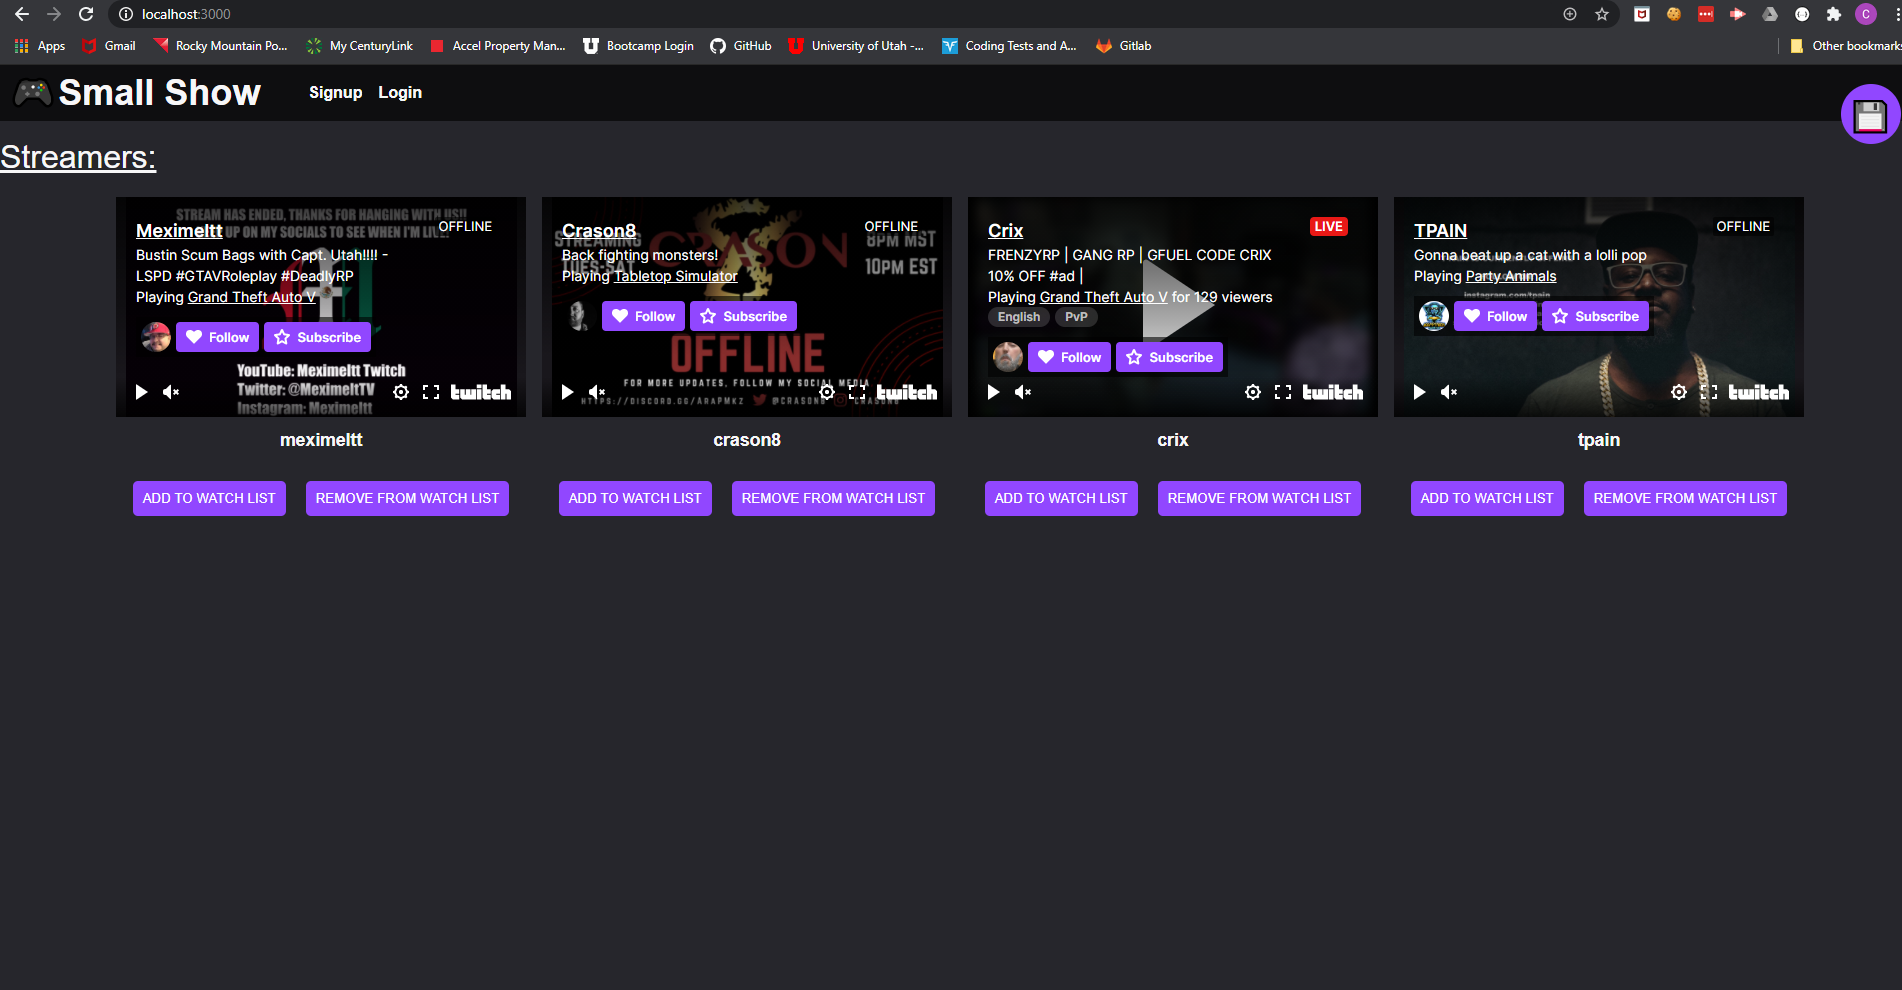 localhost:3000
Apps Gmail Rocky Mountain Po... My CenturyLink Accel Property Man... Bootcamp Login GitHub University of Utah -... Coding Tests and A... Gitlab Other bookmarks
Small Show Signup Login
Streamers:
STREAM HAS ENDED, THANKS FOR HANGING WITH US!!
UP ON MY SOCIALS TO SEE WHEN I'M LIVE
Meximeltt
OFFLINE
Bustin Scum Bags with Capt. Utah!!!! -
LSPD #GTAVRoleplay #DeadlyRP
Playing Grand Theft Auto V
Follow Subscribe
YouTube: Meximeltt Twitch
Twitter: @MeximeltTV
Instagram: Meximeltt
twitch
meximeltt
ADD TO WATCH LIST REMOVE FROM WATCH LIST
Crason8
OFFLINE
STREAMING
TUES-SAT
CRASON
8PM MST
10PM EST
Back fighting monsters!
Playing Tabletop Simulator
Follow Subscribe
OFFLINE
FOR MORE UPDATES, FOLLOW MY SOCIAL MEDIA
twitch
crason8
ADD TO WATCH LIST REMOVE FROM WATCH LIST
Crix
LIVE
FRENZYRP | GANG RP | GFUEL CODE CRIX
10% OFF #ad |
Playing Grand Theft Auto V for 129 viewers
English PvP
Follow Subscribe
twitch
crix
ADD TO WATCH LIST REMOVE FROM WATCH LIST
TPAIN
OFFLINE
Gonna beat up a cat with a lolli pop
Playing Party Animals
instagram.com/tpain
Follow Subscribe
twitch
tpain
ADD TO WATCH LIST REMOVE FROM WATCH LIST